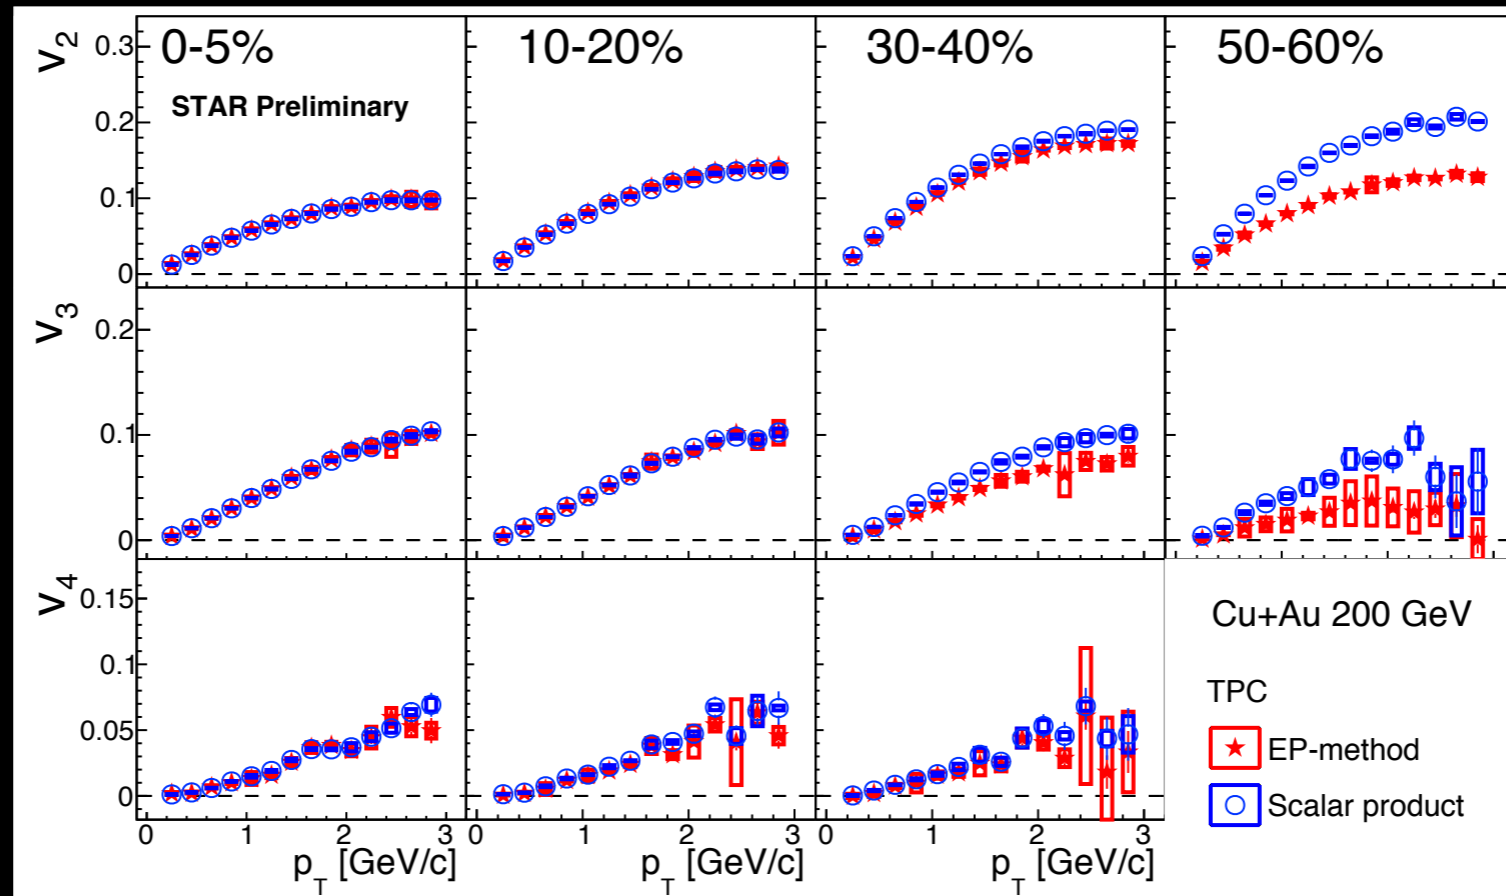 v2
0-5%
10-20%
30-40%
50-60%
STAR Preliminary
0.3
0.2
0.1
0
v3
0.2
0.1
0
v4
0.15
0.1
0.05
0
Cu+Au 200 GeV
TPC
EP-method
Scalar product
0 1 2 3
0 1 2 3
0 1 2 3
pT [GeV/c]
pT [GeV/c]
pT [GeV/c]